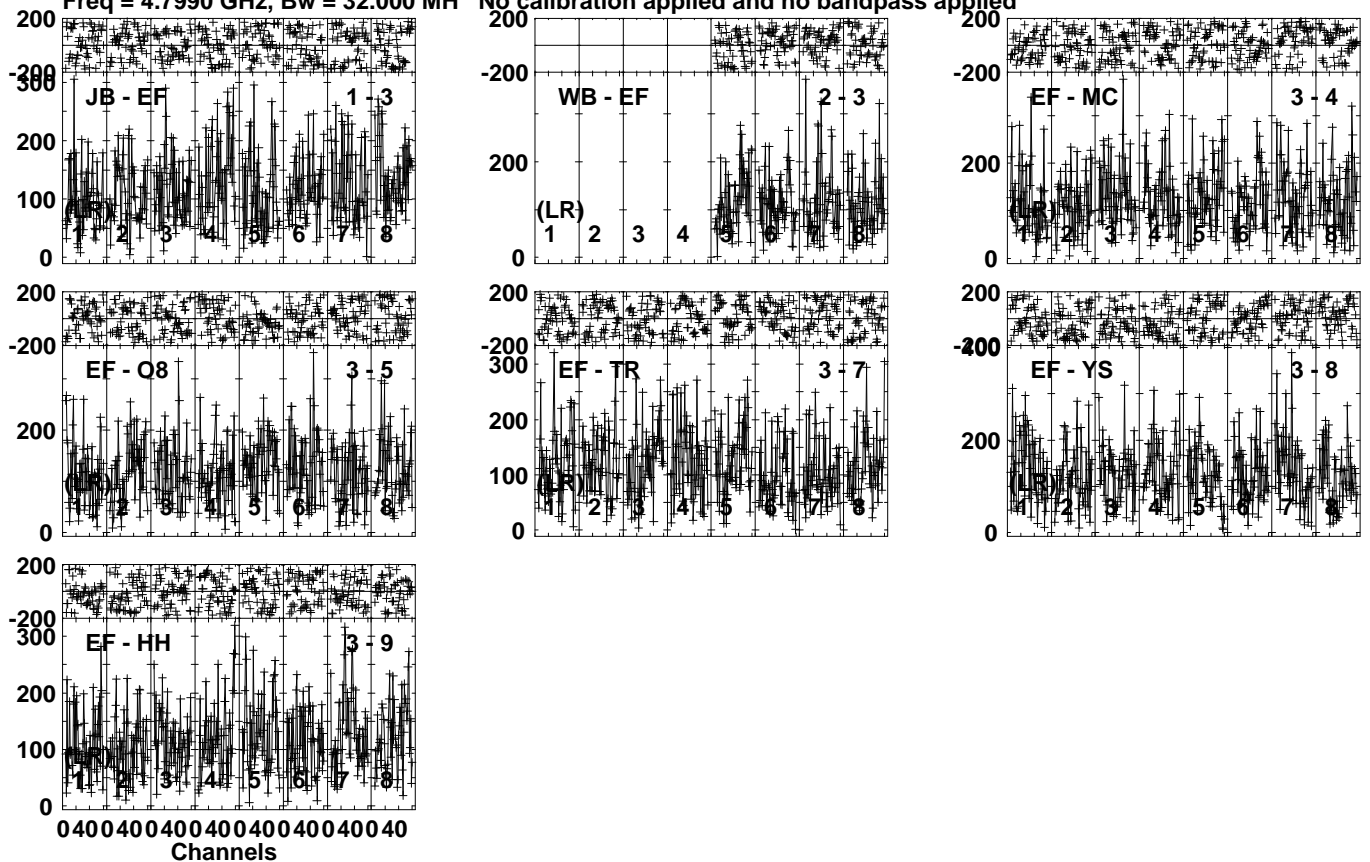 Freq = 4.7990 GHz, Bw = 32.000 MH No calibration applied and no bandpass applied
200
-200
300
200
100
0
JB - EF
1 - 3
(LR)
1 2 3 4 5 6 7 8
200
-200
200
0
WB - EF
2 - 3
(LR)
1 2 3 4 5 6 7 8
200
-200
200
0
EF - MC
3 - 4
(LR)
1 2 3 4 5 6 7 8
200
-200
200
0
EF - O8
3 - 5
(LR)
1 2 3 4 5 6 7 8
200
-200
300
200
100
0
EF - TR
3 - 7
(LR)
1 2 3 4 5 6 7 8
200
-200
400
200
0
EF - YS
3 - 8
(LR)
1 2 3 4 5 6 7 8
200
-200
300
200
100
0
EF - HH
3 - 9
(LR)
1 2 3 4 5 6 7 8
0 40 0 40 0 40 0 40 0 40 0 40 0 40 0 40
Channels